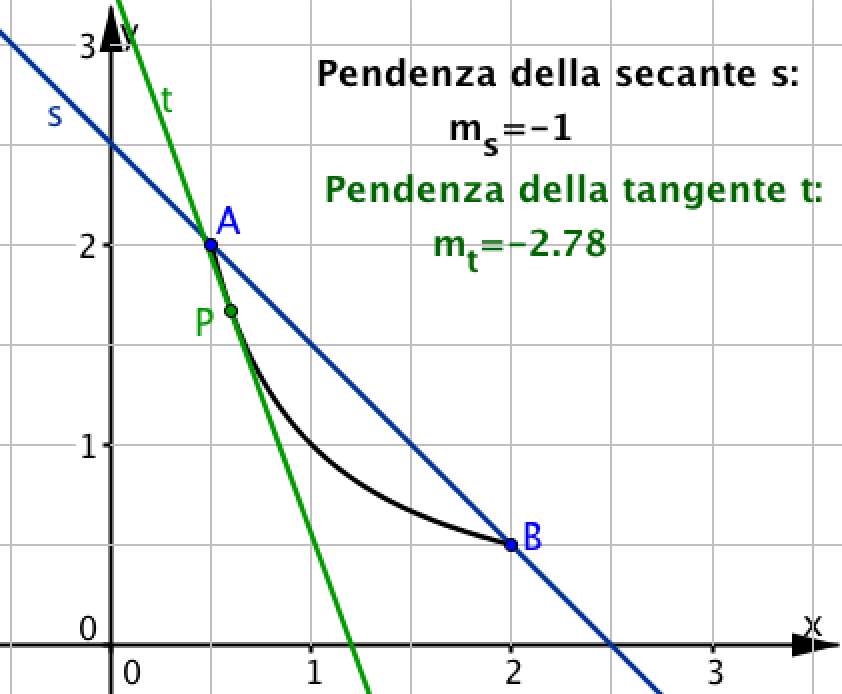 y
3
Pendenza della secante s:
t
s
mₛ=−1
Pendenza della tangente t:
A
2
mₜ=−2.78
P
1
B
0
x
0
1
2
3